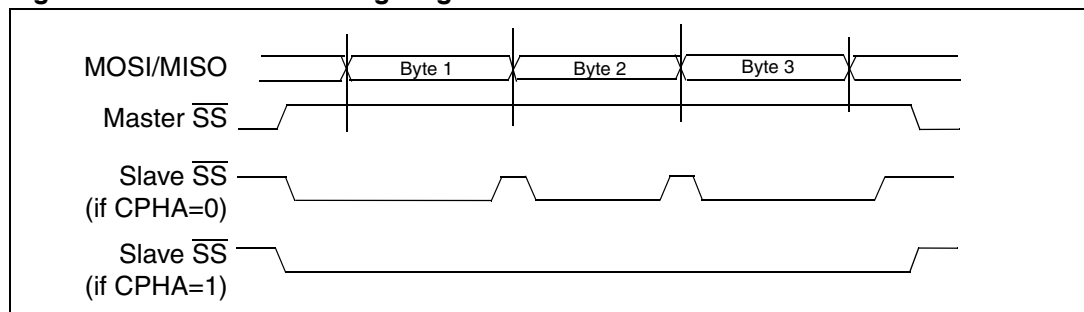 MOSI/MISO
Byte 1
Byte 2
Byte 3
Master SS
Slave SS
(if CPHA=0)
Slave SS
(if CPHA=1)